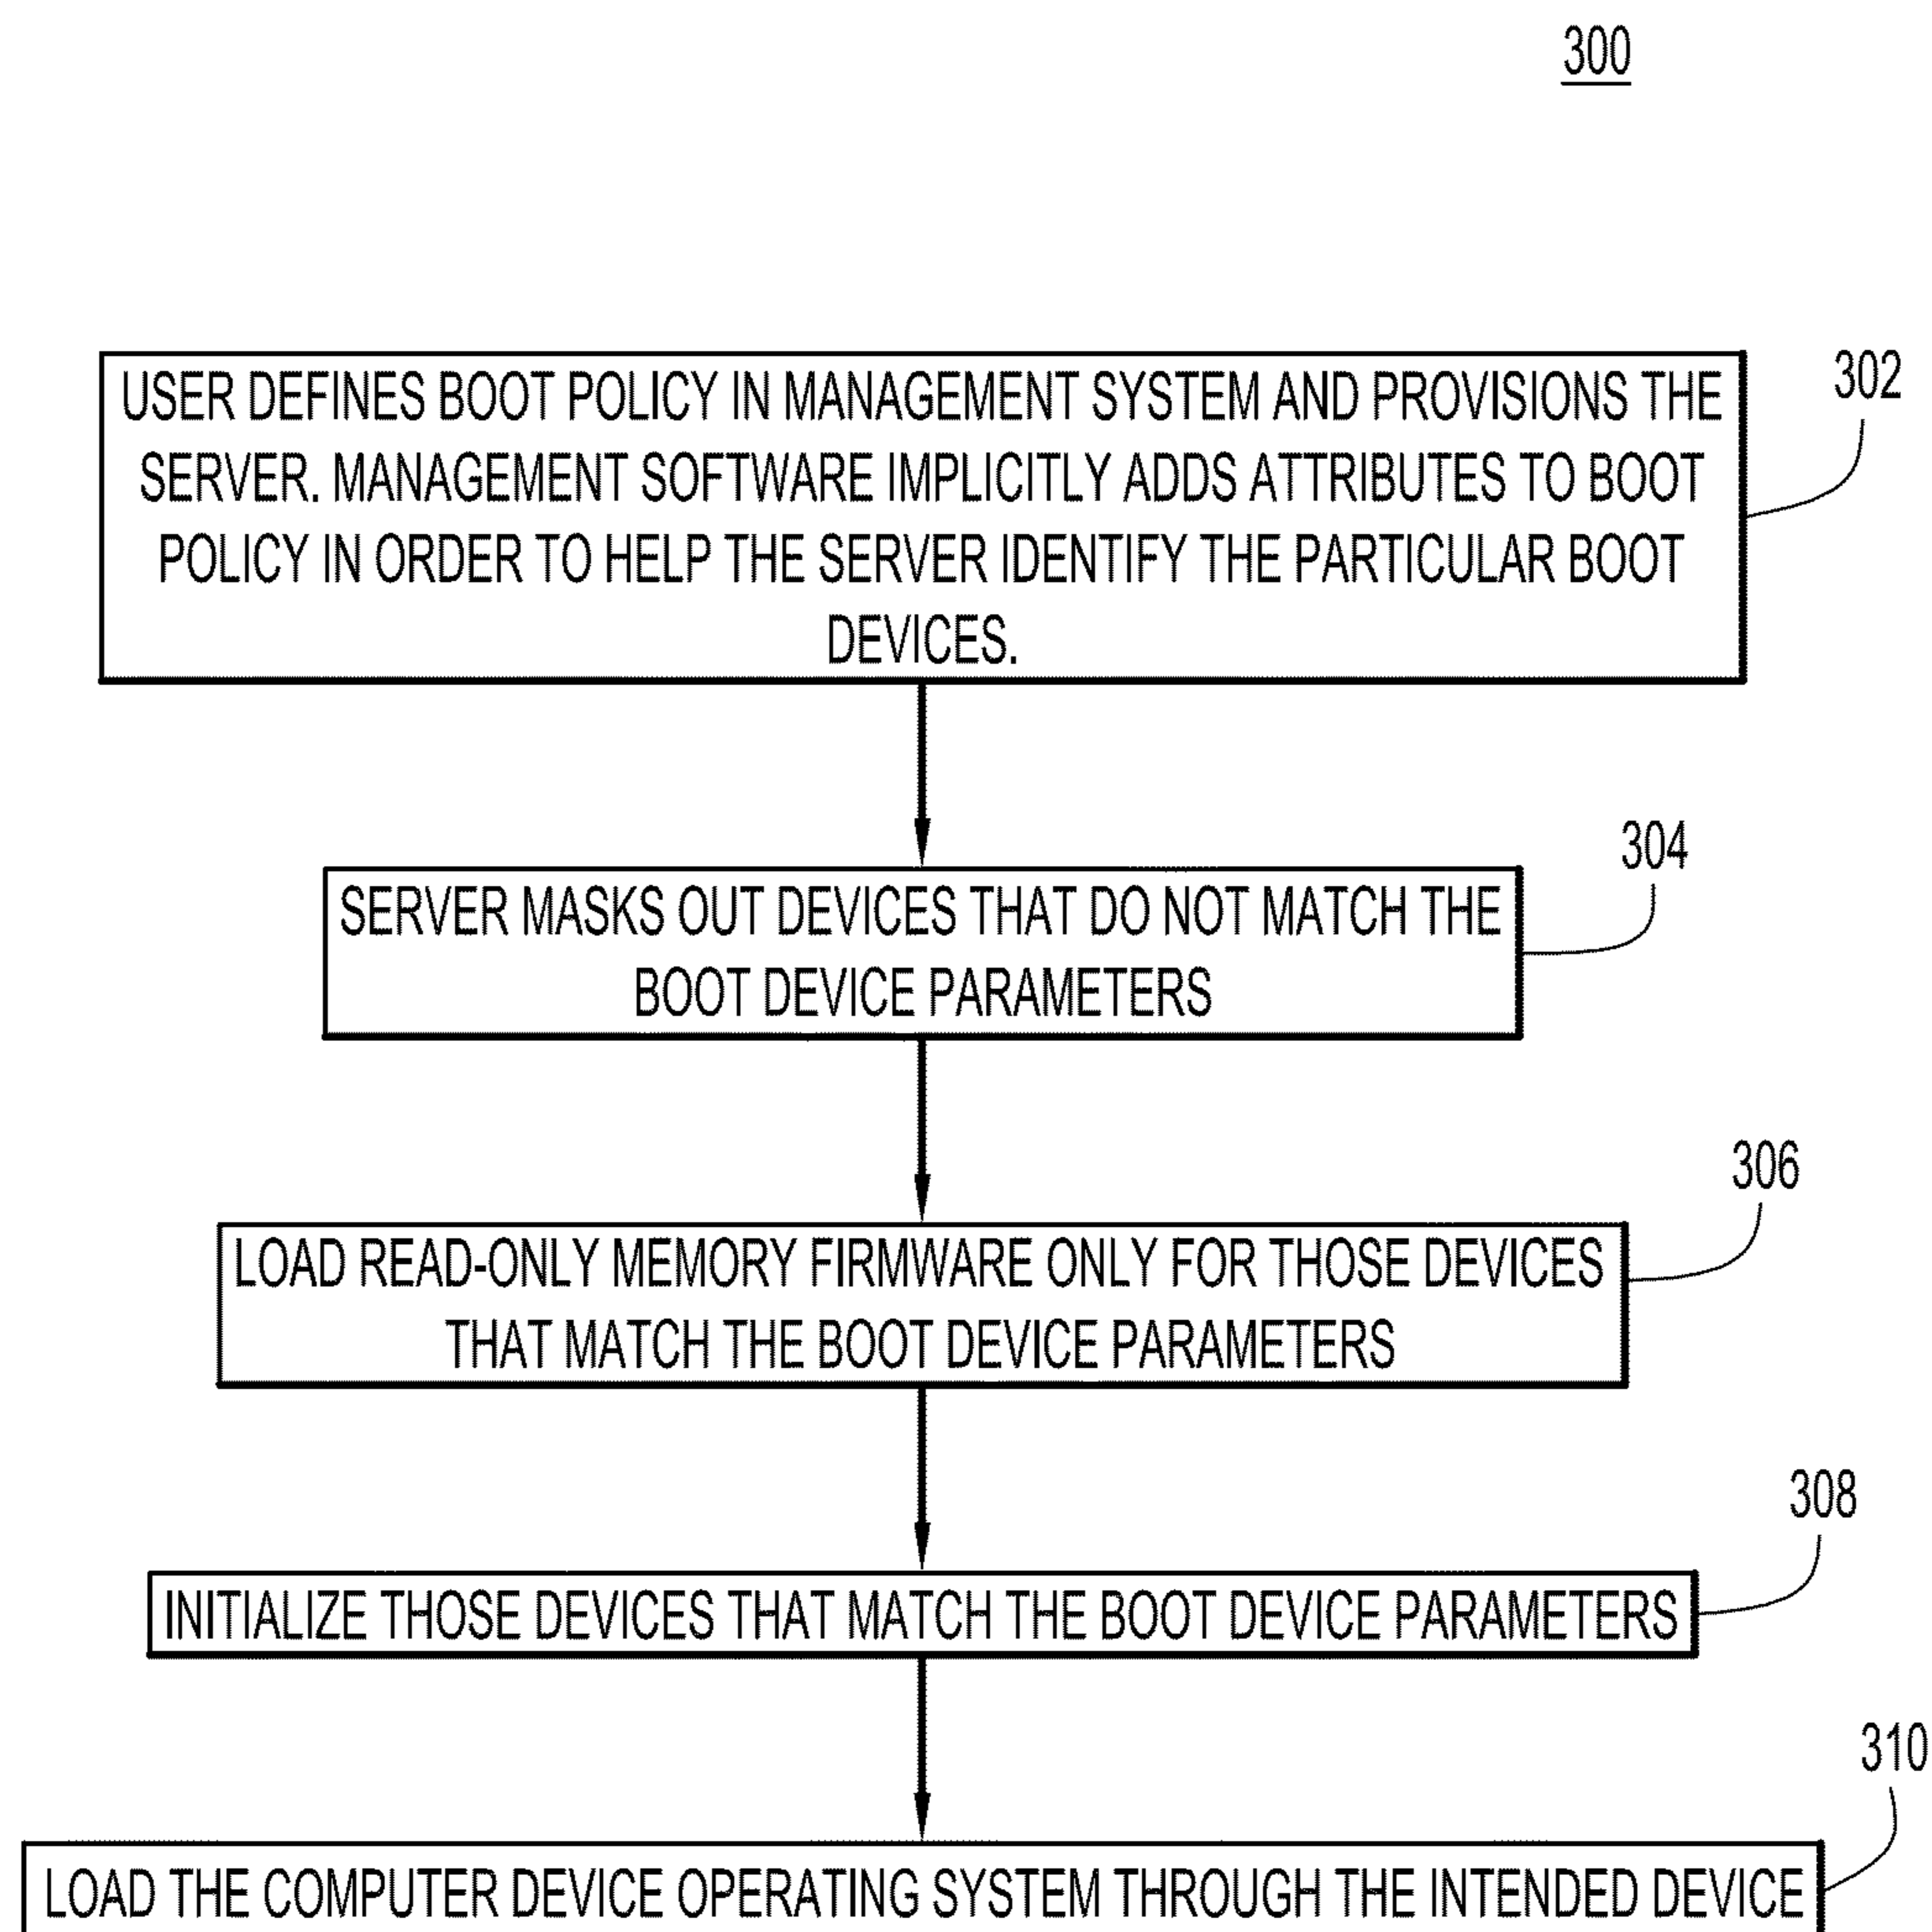 300
302
USER DEFINES BOOT POLICY IN MANAGEMENT SYSTEM AND PROVISIONS THE
SERVER. MANAGEMENT SOFTWARE IMPLICITLY ADDS ATTRIBUTES TO BOOT
POLICY IN ORDER TO HELP THE SERVER IDENTIFY THE PARTICULAR BOOT
DEVICES.
304
SERVER MASKS OUT DEVICES THAT DO NOT MATCH THE
BOOT DEVICE PARAMETERS
306
LOAD READ-ONLY MEMORY FIRMWARE ONLY FOR THOSE DEVICES
THAT MATCH THE BOOT DEVICE PARAMETERS
308
INITIALIZE THOSE DEVICES THAT MATCH THE BOOT DEVICE PARAMETERS
310
LOAD THE COMPUTER DEVICE OPERATING SYSTEM THROUGH THE INTENDED DEVICE